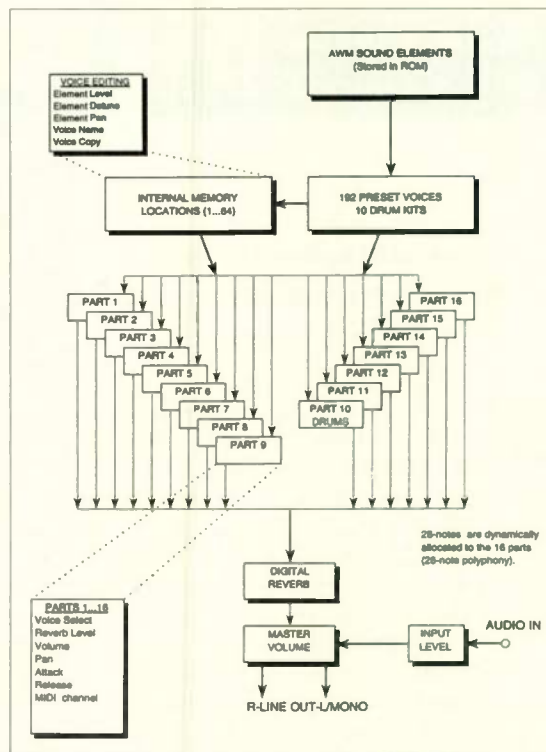 AWM SOUND ELEMENTS
(Stored in ROM)
VOICE EDITING
Element Level
Element Detune
Element Pan
Voice Name
Voice Copy
INTERNAL MEMORY
LOCATIONS (1...64)
192 PRESET VOICES
10 DRUM KITS
PART 1
PART 2
PART 3
PART 4
PART 5
PART 6
PART 7
PART 8
PART 9
PART 16
PART 15
PART 14
PART 13
PART 12
PART 11
PART 10
DRUMS
28-notes are dynamically
allocated to the 16 parts
(28-note polyphony).
DIGITAL
REVERB
PARTS 1...16
Voice Select
Reverb Level
Volume
Pan
Attack
Release
MIDI channel
MASTER
VOLUME
INPUT
LEVEL
AUDIO IN
R-LINE OUT-L/MONO